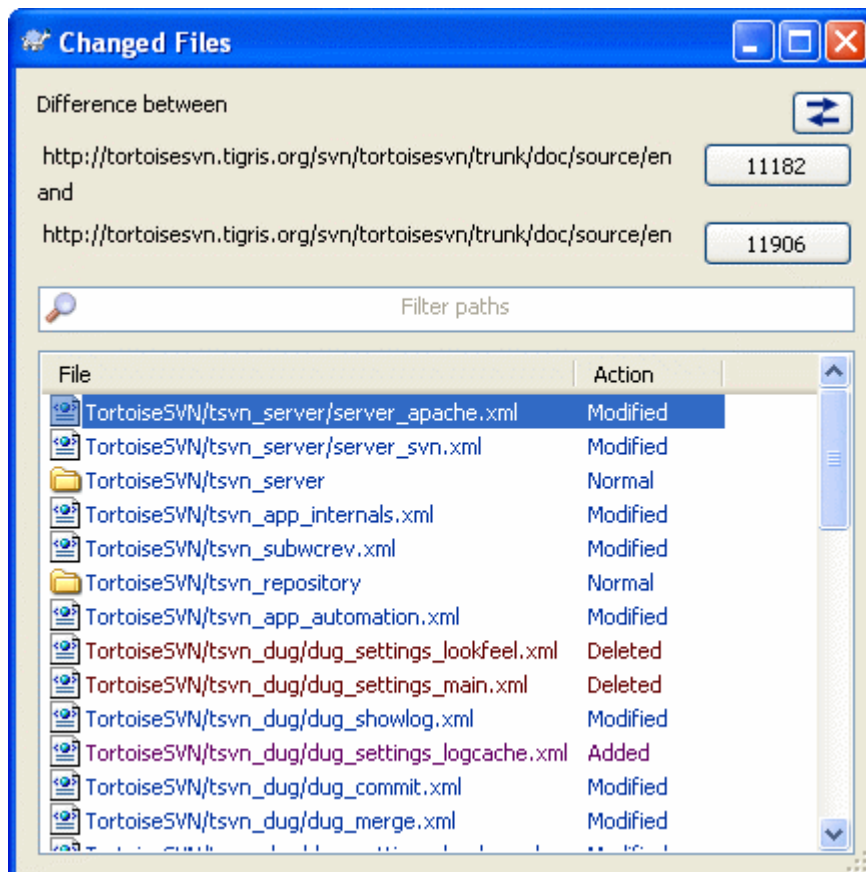 Changed Files
Difference between
http://tortoisesvn.tigris.org/svn/tortoisesvn/trunk/doc/source/en 11182
and
http://tortoisesvn.tigris.org/svn/tortoisesvn/trunk/doc/source/en 11906
Filter paths
File Action
TortoiseSVN/tsvn_server/server_apache.xml Modified
TortoiseSVN/tsvn_server/server_svn.xml Modified
TortoiseSVN/tsvn_server Normal
TortoiseSVN/tsvn_app_internals.xml Modified
TortoiseSVN/tsvn_subwcrev.xml Modified
TortoiseSVN/tsvn_repository Normal
TortoiseSVN/tsvn_app_automation.xml Modified
TortoiseSVN/tsvn_dug/dug_settings_lookfeel.xml Deleted
TortoiseSVN/tsvn_dug/dug_settings_main.xml Deleted
TortoiseSVN/tsvn_dug/dug_showlog.xml Modified
TortoiseSVN/tsvn_dug/dug_settings_logcache.xml Added
TortoiseSVN/tsvn_dug/dug_commit.xml Modified
TortoiseSVN/tsvn_dug/dug_merge.xml Modified